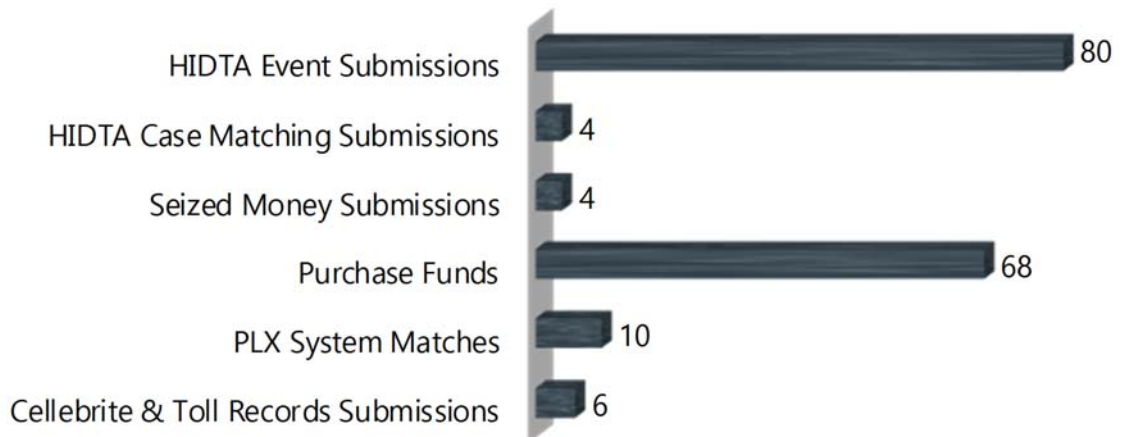 HIDTA Event Submissions 80
HIDTA Case Matching Submissions 4
Seized Money Submissions 4
Purchase Funds 68
PLX System Matches 10
Cellebrite & Toll Records Submissions 6